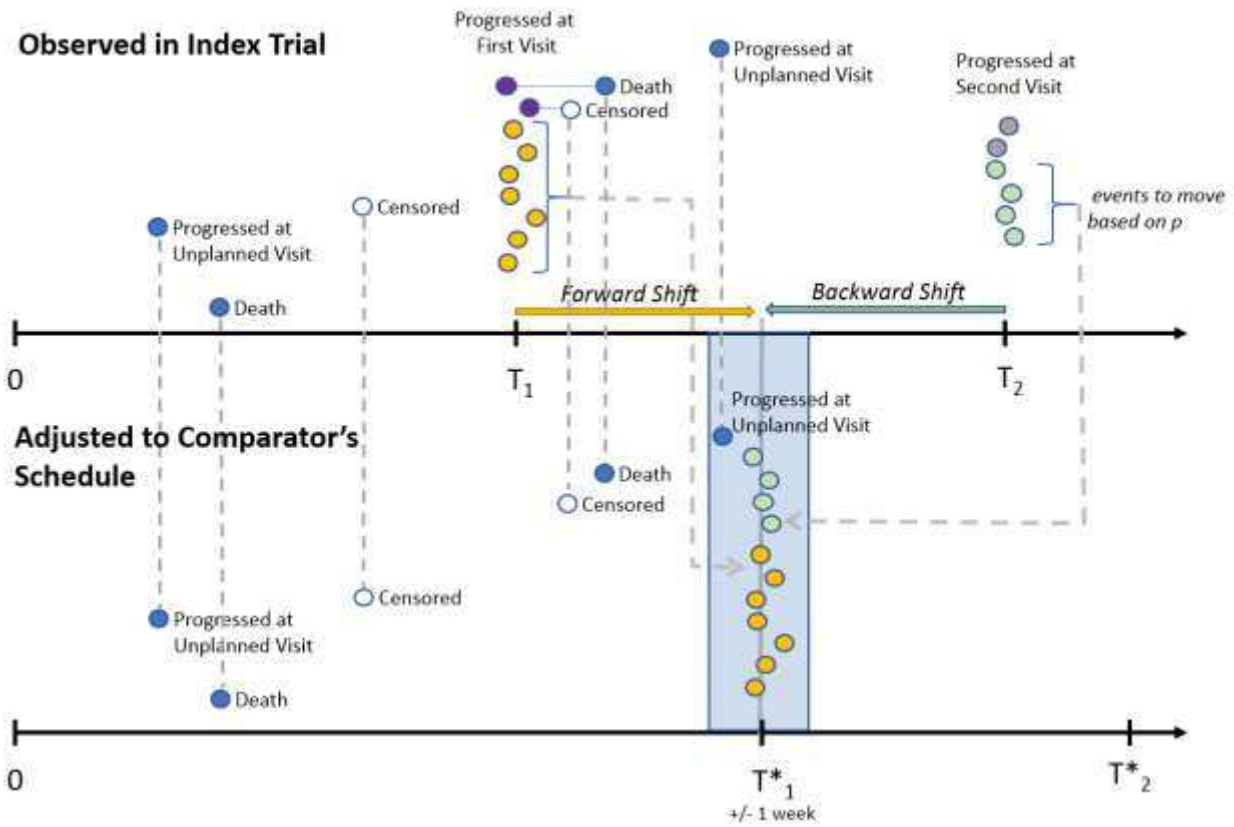 Observed in Index Trial
Progressed at
First Visit
Death
Censored
Progressed at
Unplanned Visit
Progressed at
Second Visit
events to move
based on p
Censored
Progressed at
Unplanned Visit
Death
Forward Shift
Backward Shift
0
T1
T2
Adjusted to Comparator's
Schedule
Progressed at
Unplanned Visit
Death
Censored
Censored
Progressed at
Unplanned Visit
Death
0
T*1
+/- 1 week
T*2